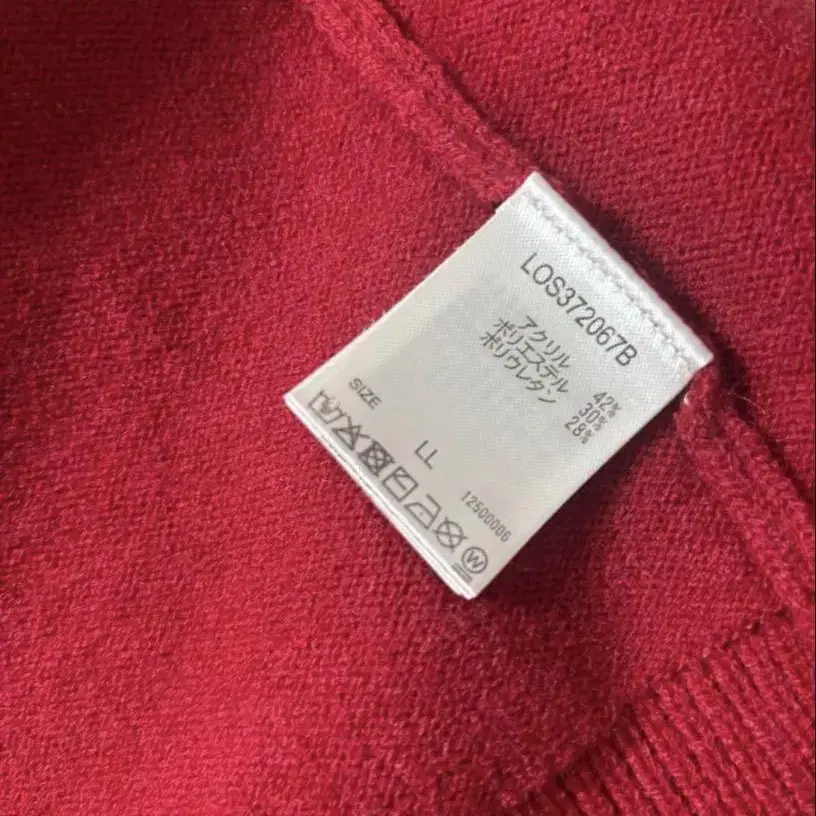 LOS372067B
アクリル 42%
ポリエステル 30%
ポリウレタン 28%
SIZE
LL
12500006
W